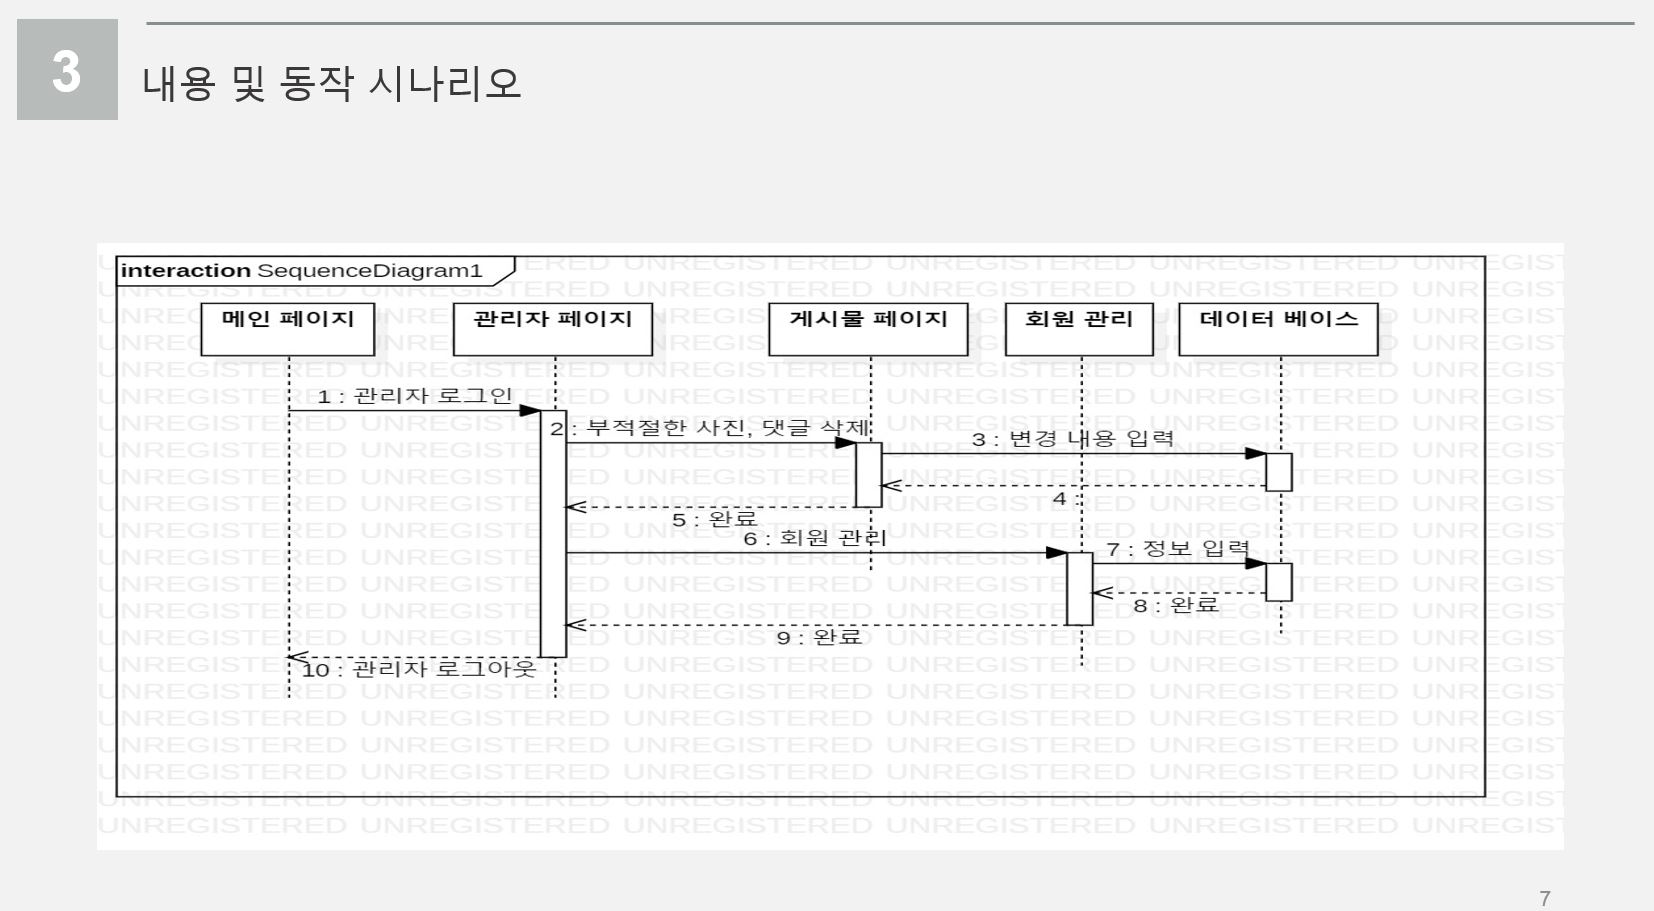 3
내용 및 동작 시나리오
interaction SequenceDiagram1
메인 페이지
관리자 페이지
게시물 페이지
회원 관리
데이터 베이스
1 : 관리자 로그인
2 : 부적절한 사진, 댓글 삭제
3 : 변경 내용 입력
4 :
5 : 완료
6 : 회원 관리
7 : 정보 입력
8 : 완료
9 : 완료
10 : 관리자 로그아웃
UNREGISTERED UNREGISTERED UNREGISTERED UNREGISTERED UNREGISTERED UNREGIST
7